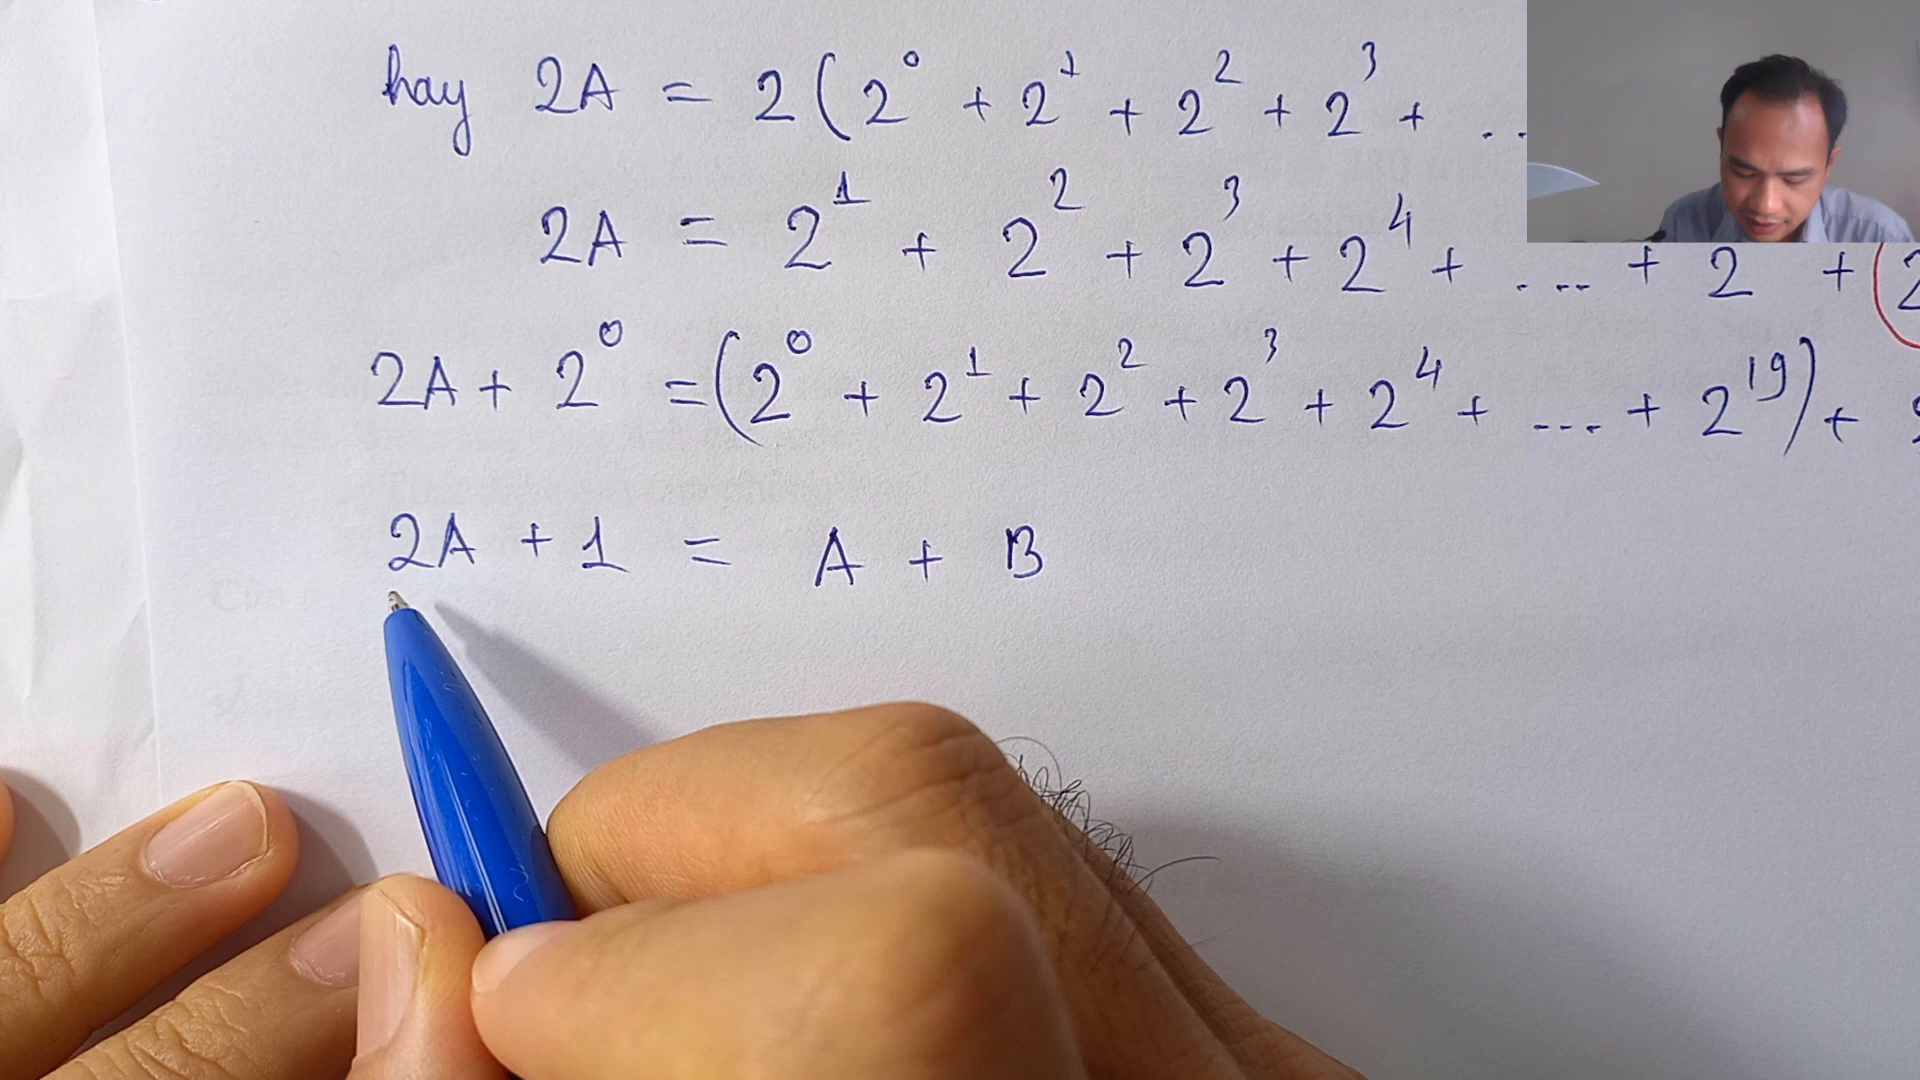 hay 2A = 2(2⁰ + 2¹ + 2² + 2³ + ..
2A = 2¹ + 2² + 2³ + 2⁴ + .... + 2 + 2
2A + 2⁰ = (2⁰ + 2¹ + 2² + 2³ + 2⁴ + .... + 2¹⁹) +
2A + 1 = A + B